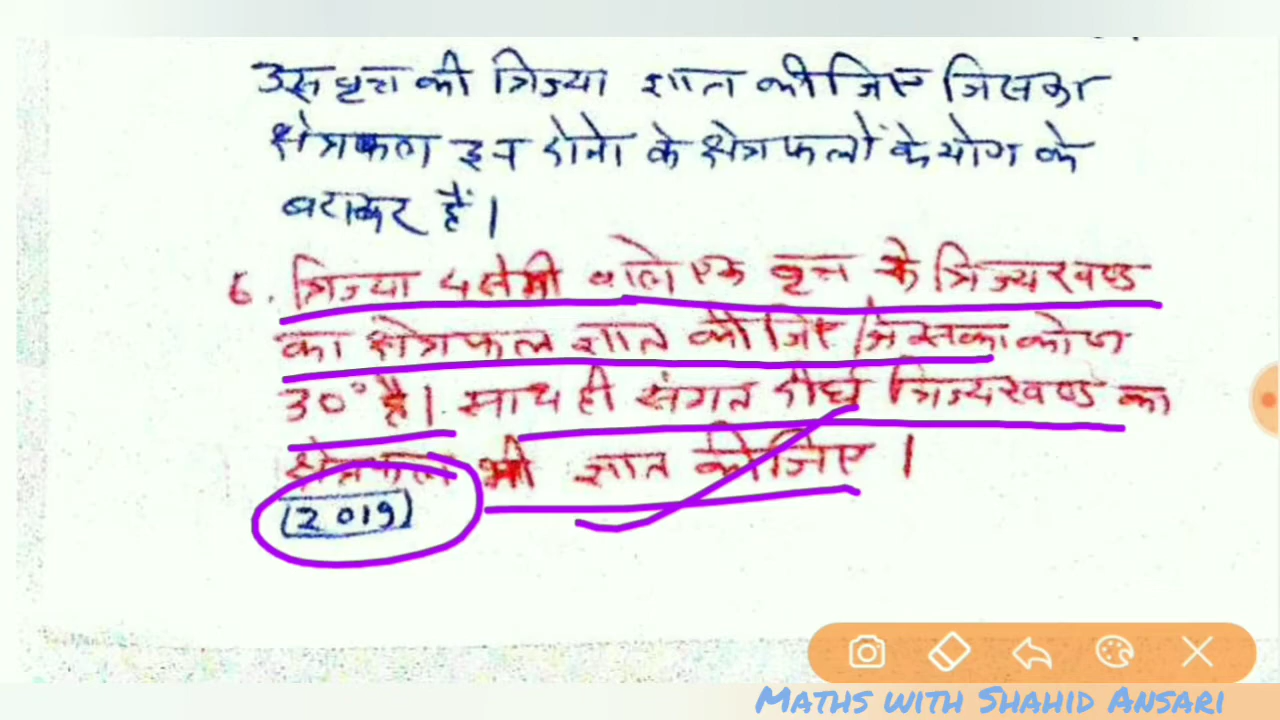 उस वृत्त की त्रिज्या ज्ञात कीजिए जिसका
क्षेत्रफल इन दोनो के क्षेत्रफलों के योग के
बराबर हैं।
6. त्रिज्या 4 सेमी वाले एक वृत्त के त्रिज्यखण्ड
का क्षेत्रफल ज्ञात कीजिए जिसका कोण
30° है। साथ ही संगत दीर्घ त्रिज्यखण्ड का
क्षेत्रफल भी ज्ञात कीजिए।
(2019)
Maths with Shahid Ansari